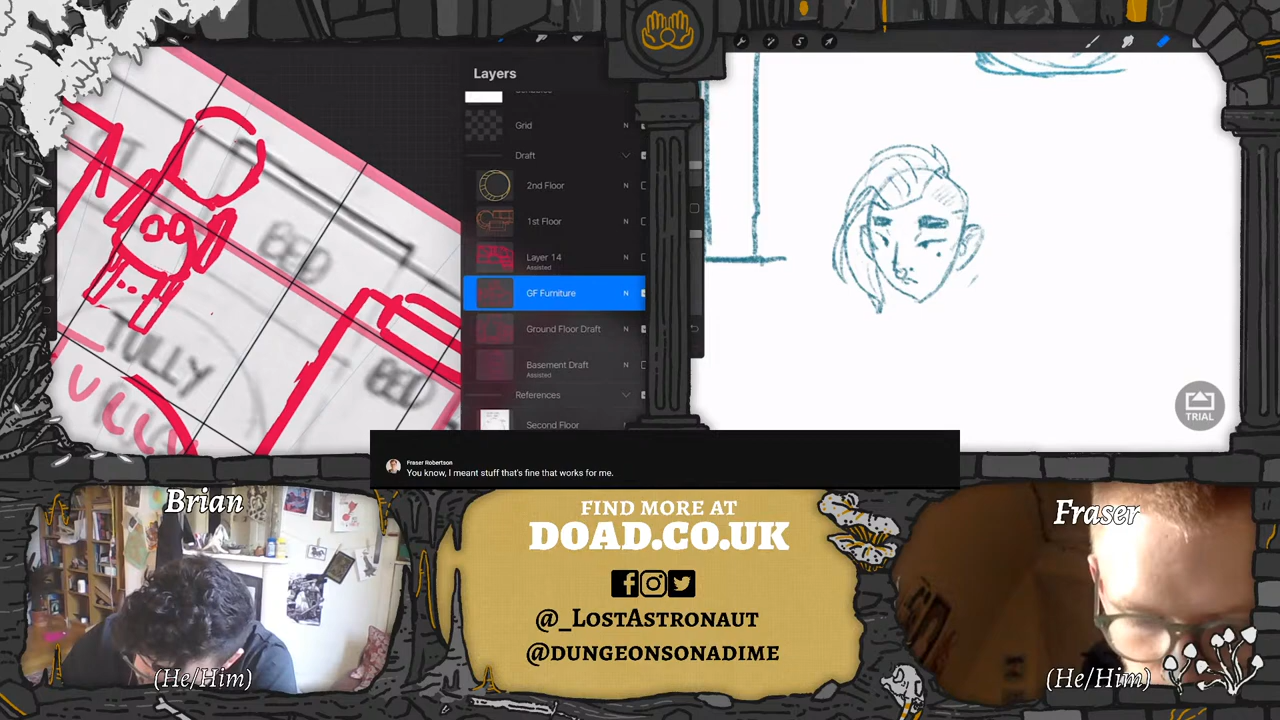 Layers
Grid
N
Draft
2nd Floor
N
1st Floor
N
Layer 14
N
Assisted
GF Furniture
N
Ground Floor Draft
N
Basement Draft
N
Assisted
References
Second Floor
BED
TULLY
BED
TRIAL
Fraser Robertson
You know, I meant stuff that's fine that works for me.
Brian
(He/Him)
FIND MORE AT
DOAD.CO.UK
@_LOSTASTRONAUT
@DUNGEONSONADIME
Fraser
(He/Him)